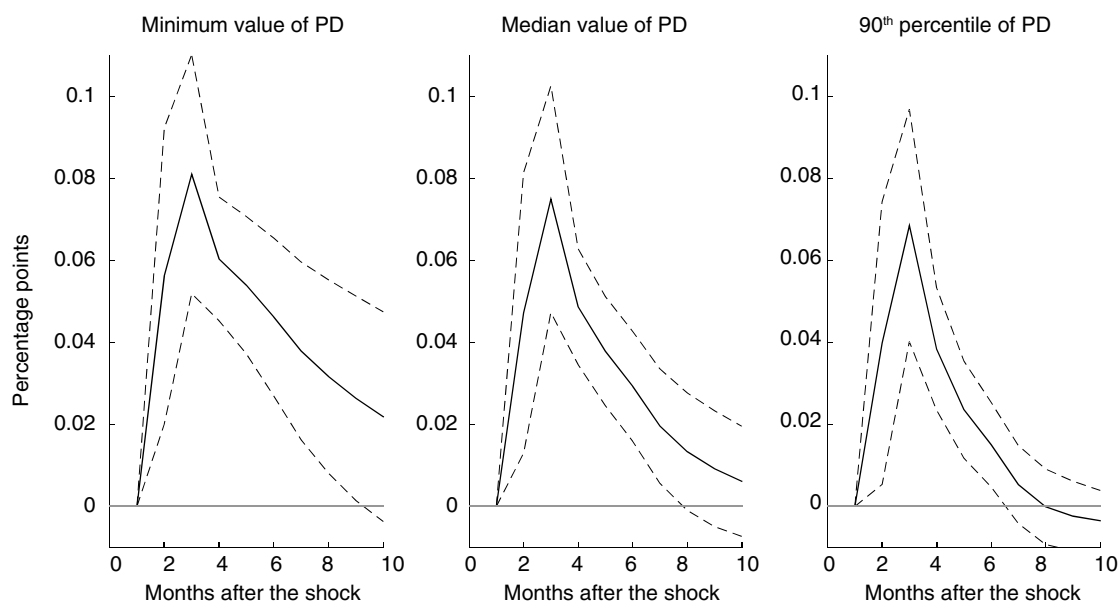 Minimum value of PD
Median value of PD
90th percentile of PD
Percentage points
0.1
0.08
0.06
0.04
0.02
0
0 2 4 6 8 10
Months after the shock
0.1
0.08
0.06
0.04
0.02
0
0 2 4 6 8 10
Months after the shock
0.1
0.08
0.06
0.04
0.02
0
0 2 4 6 8 10
Months after the shock